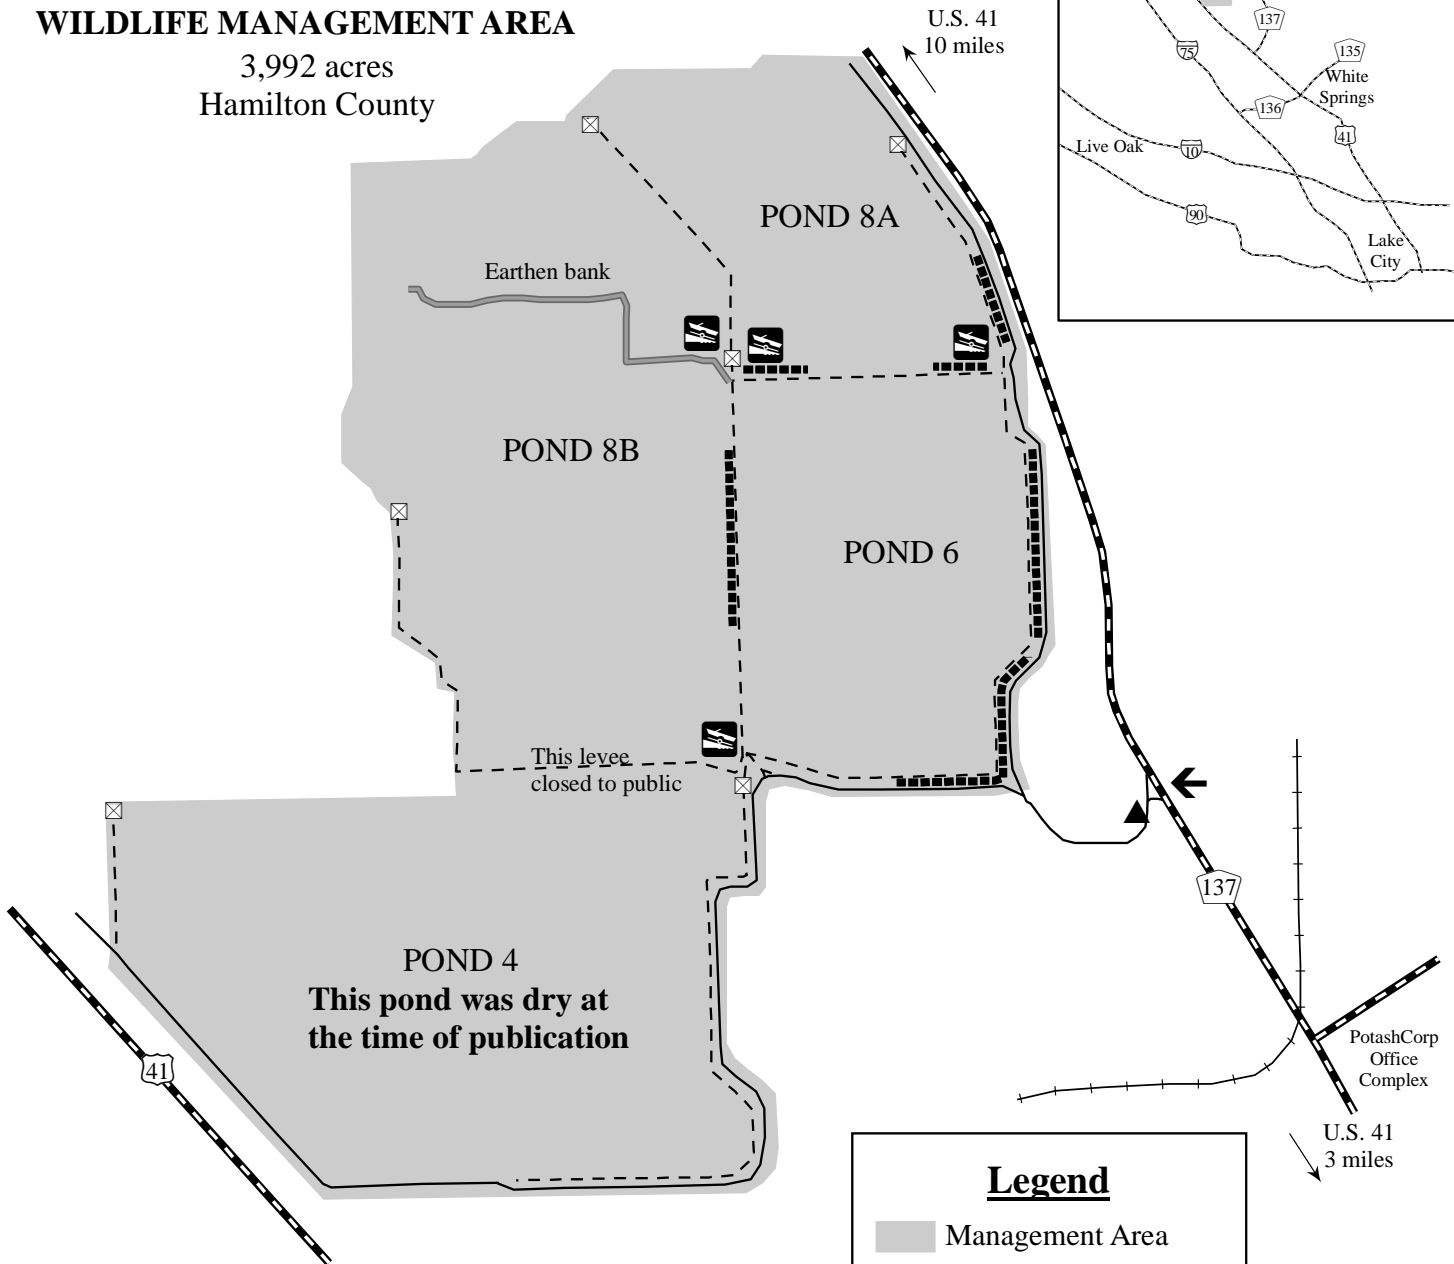 WILDLIFE MANAGEMENT AREA
3,992 acres
Hamilton County
U.S. 41
10 miles
137
75
135
White
Springs
136
41
Live Oak
10
90
Lake
City
POND 8A
Earthen bank
POND 8B
POND 6
This levee
closed to public
137
POND 4
This pond was dry at
the time of publication
41
PotashCorp
Office
Complex
U.S. 41
3 miles
Legend
Management Area